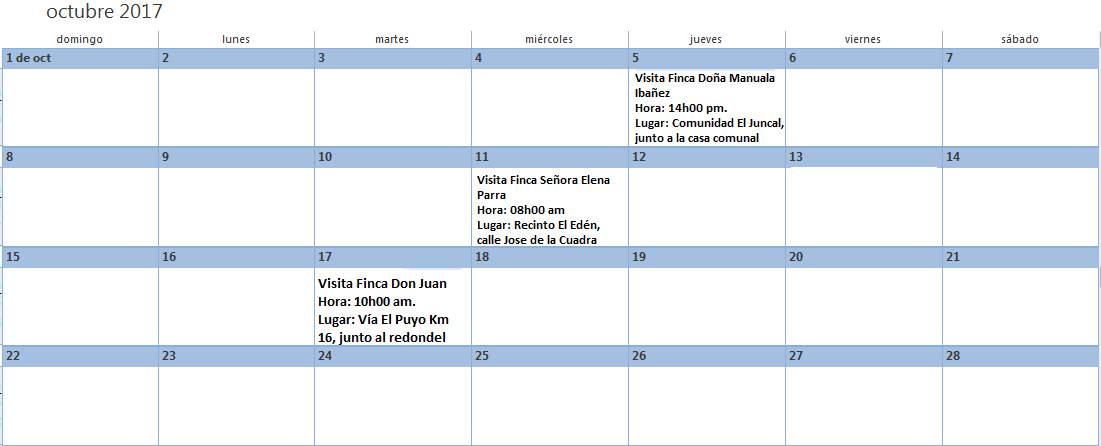 octubre 2017
domingo lunes martes miércoles jueves viernes sábado
1 de oct 2 3 4 5 6 7
Visita Finca Doña Manuala
Ibañez
Hora: 14h00 pm.
Lugar: Comunidad El Juncal,
junto a la casa comunal
8 9 10 11 12 13 14
Visita Finca Señora Elena
Parra
Hora: 08h00 am
Lugar: Recinto El Edén,
calle Jose de la Cuadra
15 16 17 18 19 20 21
Visita Finca Don Juan
Hora: 10h00 am.
Lugar: Vía El Puyo Km
16, junto al redondel
22 23 24 25 26 27 28